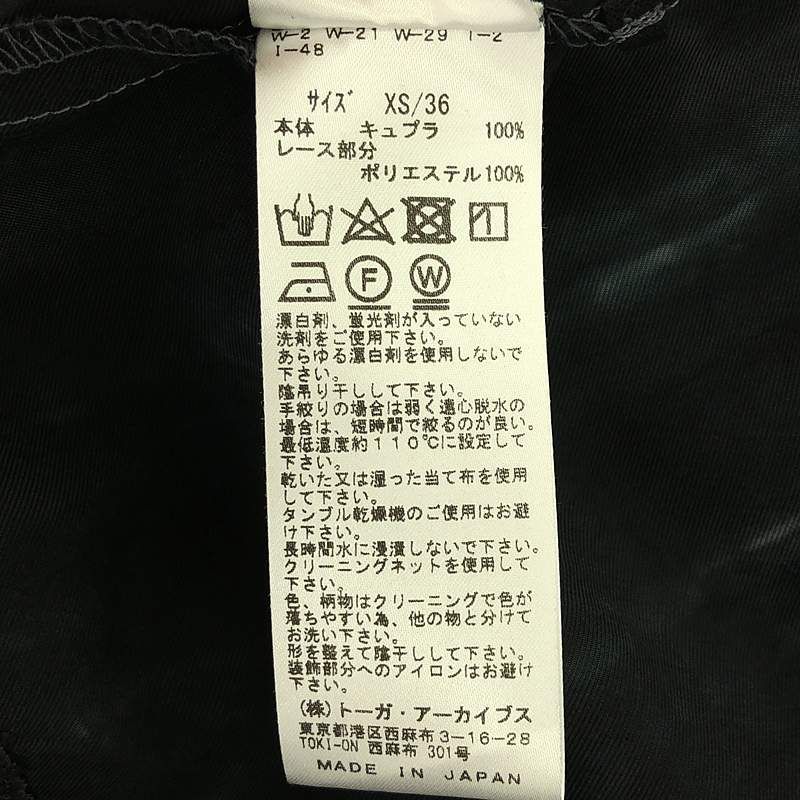 W-2 W-21 W-29 I-2
I-48
サイズ XS/36
本体 キュプラ 100%
レース部分
ポリエステル100%
F W
漂白剤、蛍光剤が入っていない
洗剤をご使用下さい。
あらゆる漂白剤を使用しないで
下さい。
陰吊り干しして下さい。
手絞りの場合は弱く遠心脱水の
場合は、短時間で絞るのが良い。
最低温度約110℃に設定して
下さい。
乾いた又は湿った当て布を使用
して下さい。
タンブル乾燥機のご使用はお避
け下さい。
長時間水に浸漬しないで下さい。
クリーニングネットを使用して
下さい。
色、柄物はクリーニングで色が
落ちやすい為、他の物と分けて
お洗い下さい。
形を整えて陰干しして下さい。
装飾部分へのアイロンはお避け
下さい。
(株)トーガ・アーカイブス
東京都港区西麻布3-16-28
TOKI-ON 西麻布 301号
MADE IN JAPAN